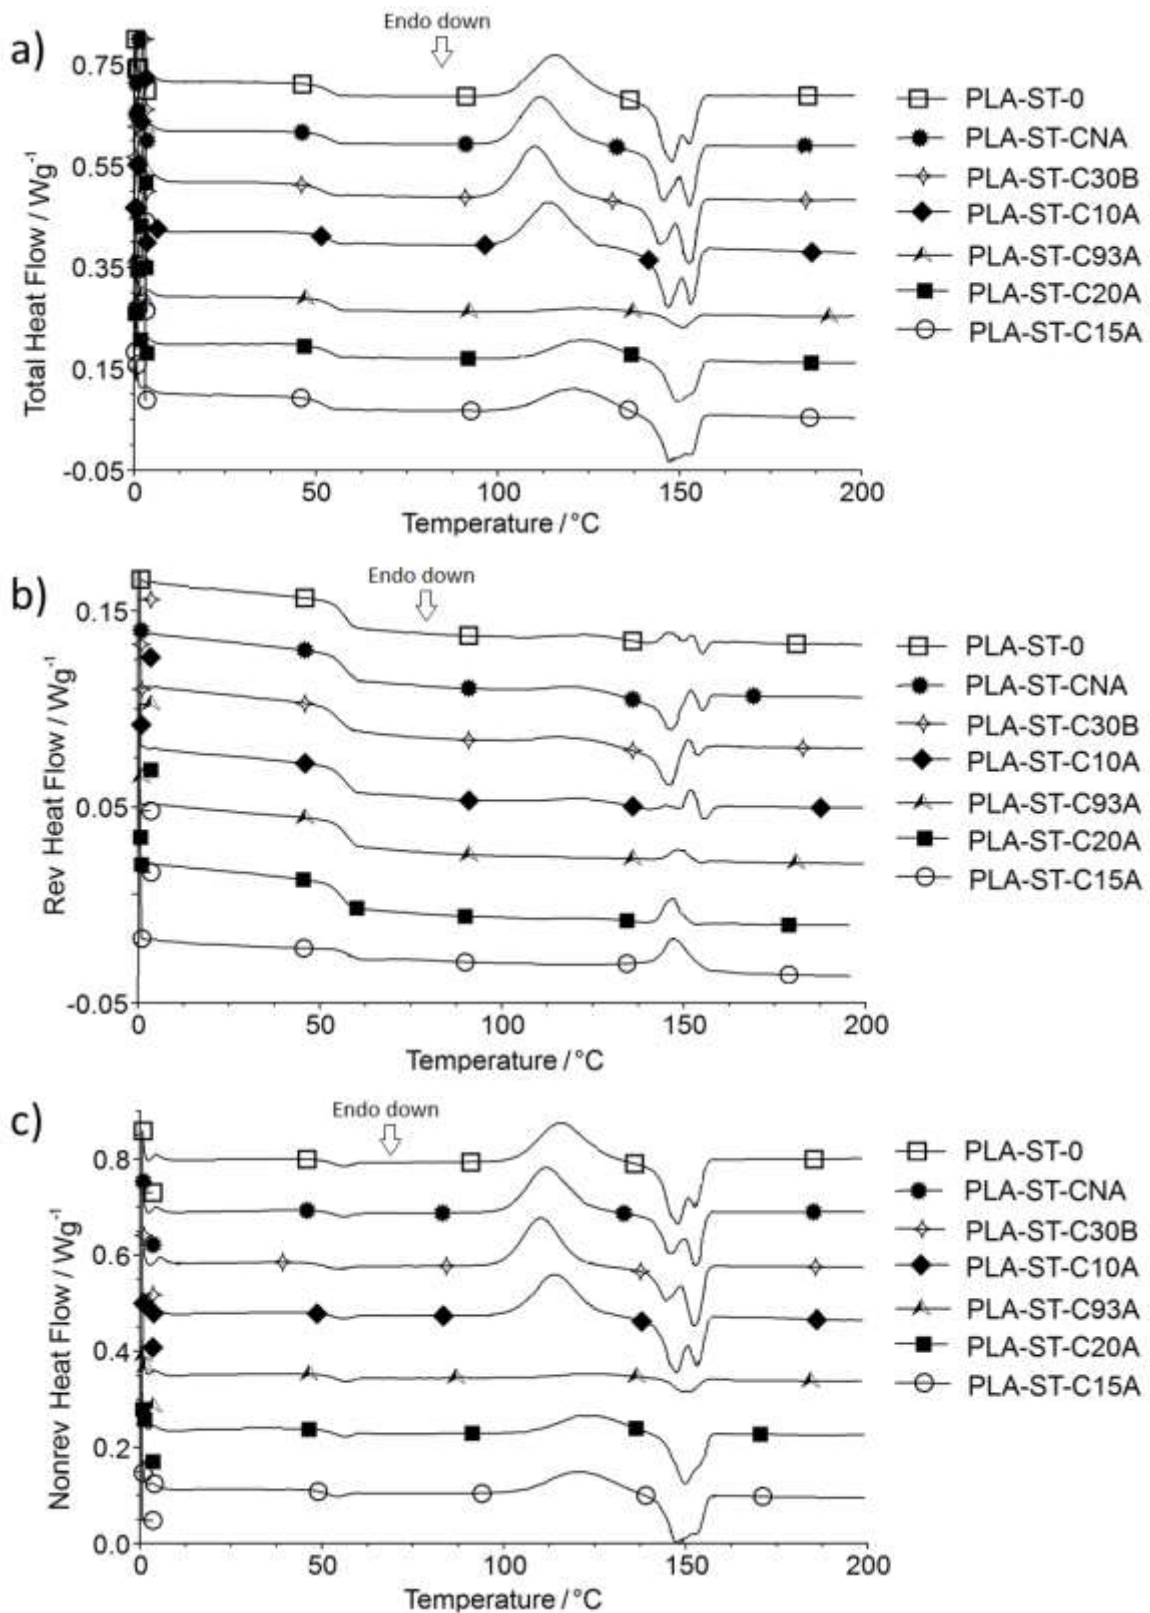 a)
Endo down
Total Heat Flow / Wg⁻¹
0.75
0.55
0.35
0.15
-0.05
0 50 100 150 200
Temperature / °C
PLA-ST-0
PLA-ST-CNA
PLA-ST-C30B
PLA-ST-C10A
PLA-ST-C93A
PLA-ST-C20A
PLA-ST-C15A
b)
Endo down
Rev Heat Flow / Wg⁻¹
0.15
0.05
-0.05
0 50 100 150 200
Temperature / °C
PLA-ST-0
PLA-ST-CNA
PLA-ST-C30B
PLA-ST-C10A
PLA-ST-C93A
PLA-ST-C20A
PLA-ST-C15A
c)
Endo down
Nonrev Heat Flow / Wg⁻¹
0.8
0.6
0.4
0.2
0.0
0 50 100 150 200
Temperature / °C
PLA-ST-0
PLA-ST-CNA
PLA-ST-C30B
PLA-ST-C10A
PLA-ST-C93A
PLA-ST-C20A
PLA-ST-C15A